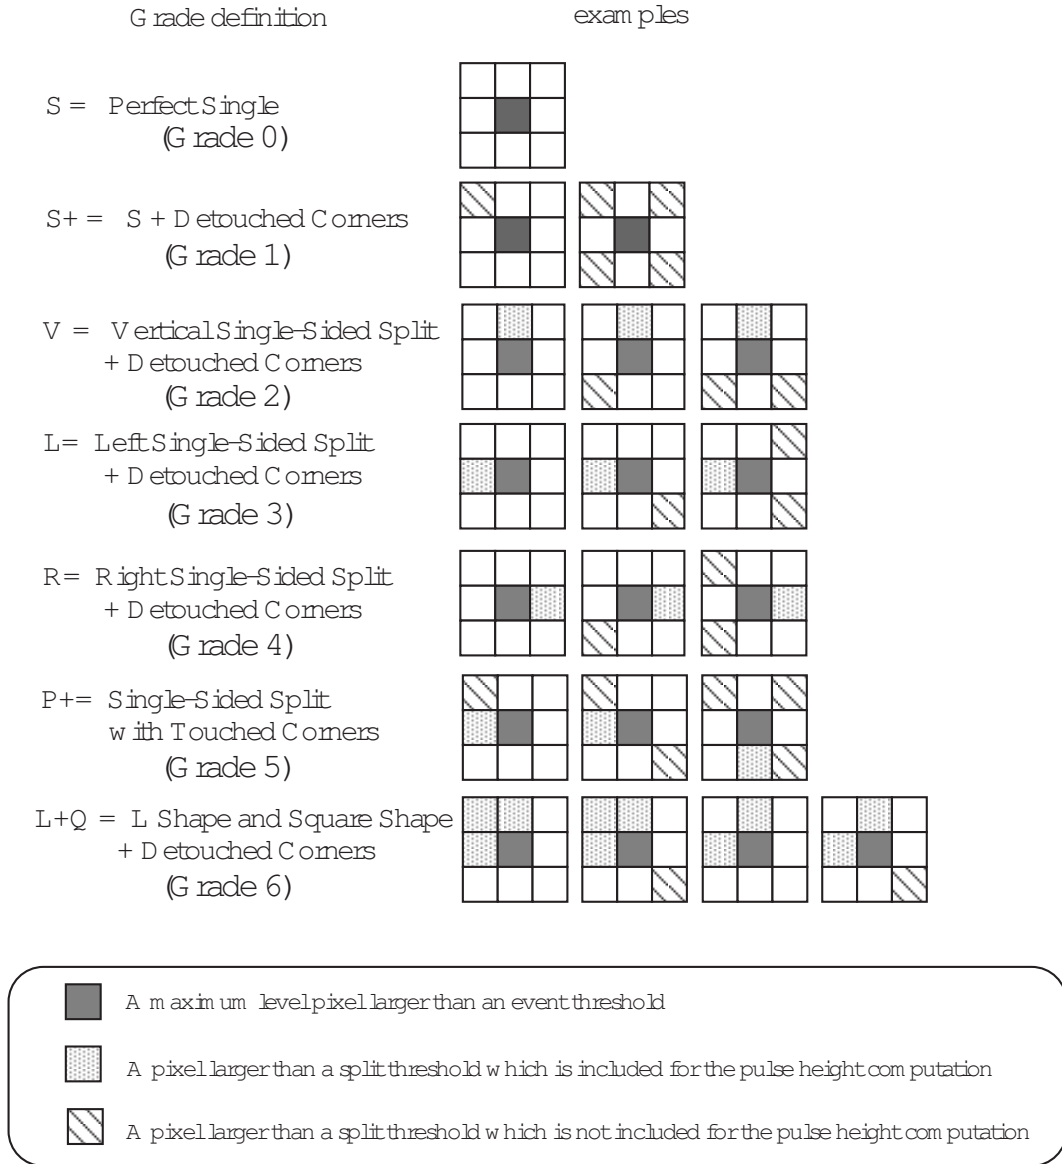 Grade definition examples
S = Perfect Single
(Grade 0)
S+ = S + Detouched Corners
(Grade 1)
V = Vertical Single-Sided Split
+ Detouched Corners
(Grade 2)
L= Left Single-Sided Split
+ Detouched Corners
(Grade 3)
R= Right Single-Sided Split
+ Detouched Corners
(Grade 4)
P+= Single-Sided Split
with Touched Corners
(Grade 5)
L+Q = L Shape and Square Shape
+ Detouched Corners
(Grade 6)
A maximum level pixel larger than an event threshold
A pixel larger than a split threshold which is included for the pulse height computation
A pixel larger than a split threshold which is not included for the pulse height computation